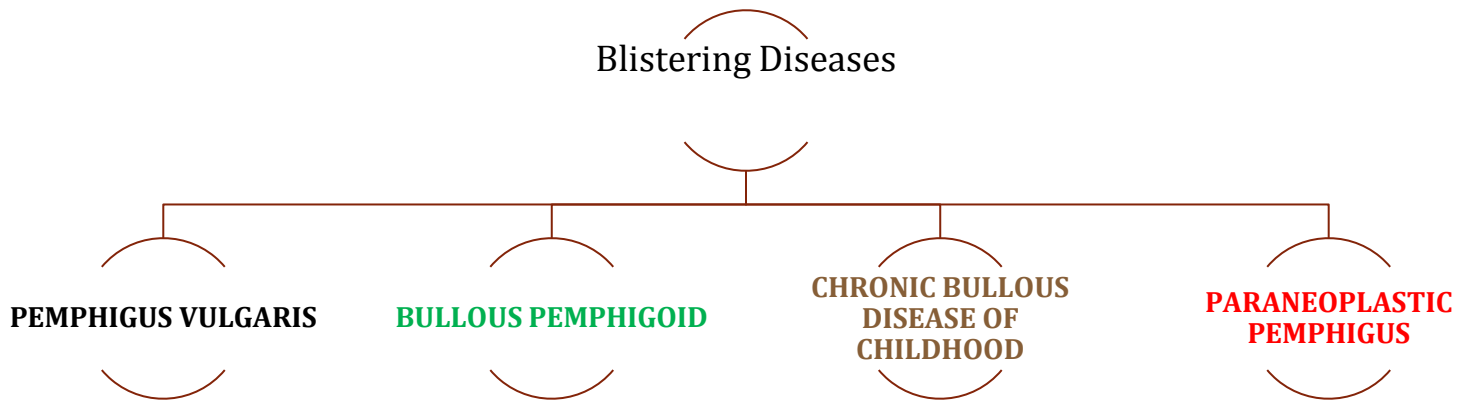 Blistering Diseases
PEMPHIGUS VULGARIS
BULLOUS PEMPHIGOID
CHRONIC BULLOUS
DISEASE OF
CHILDHOOD
PARANEOPLASTIC
PEMPHIGUS